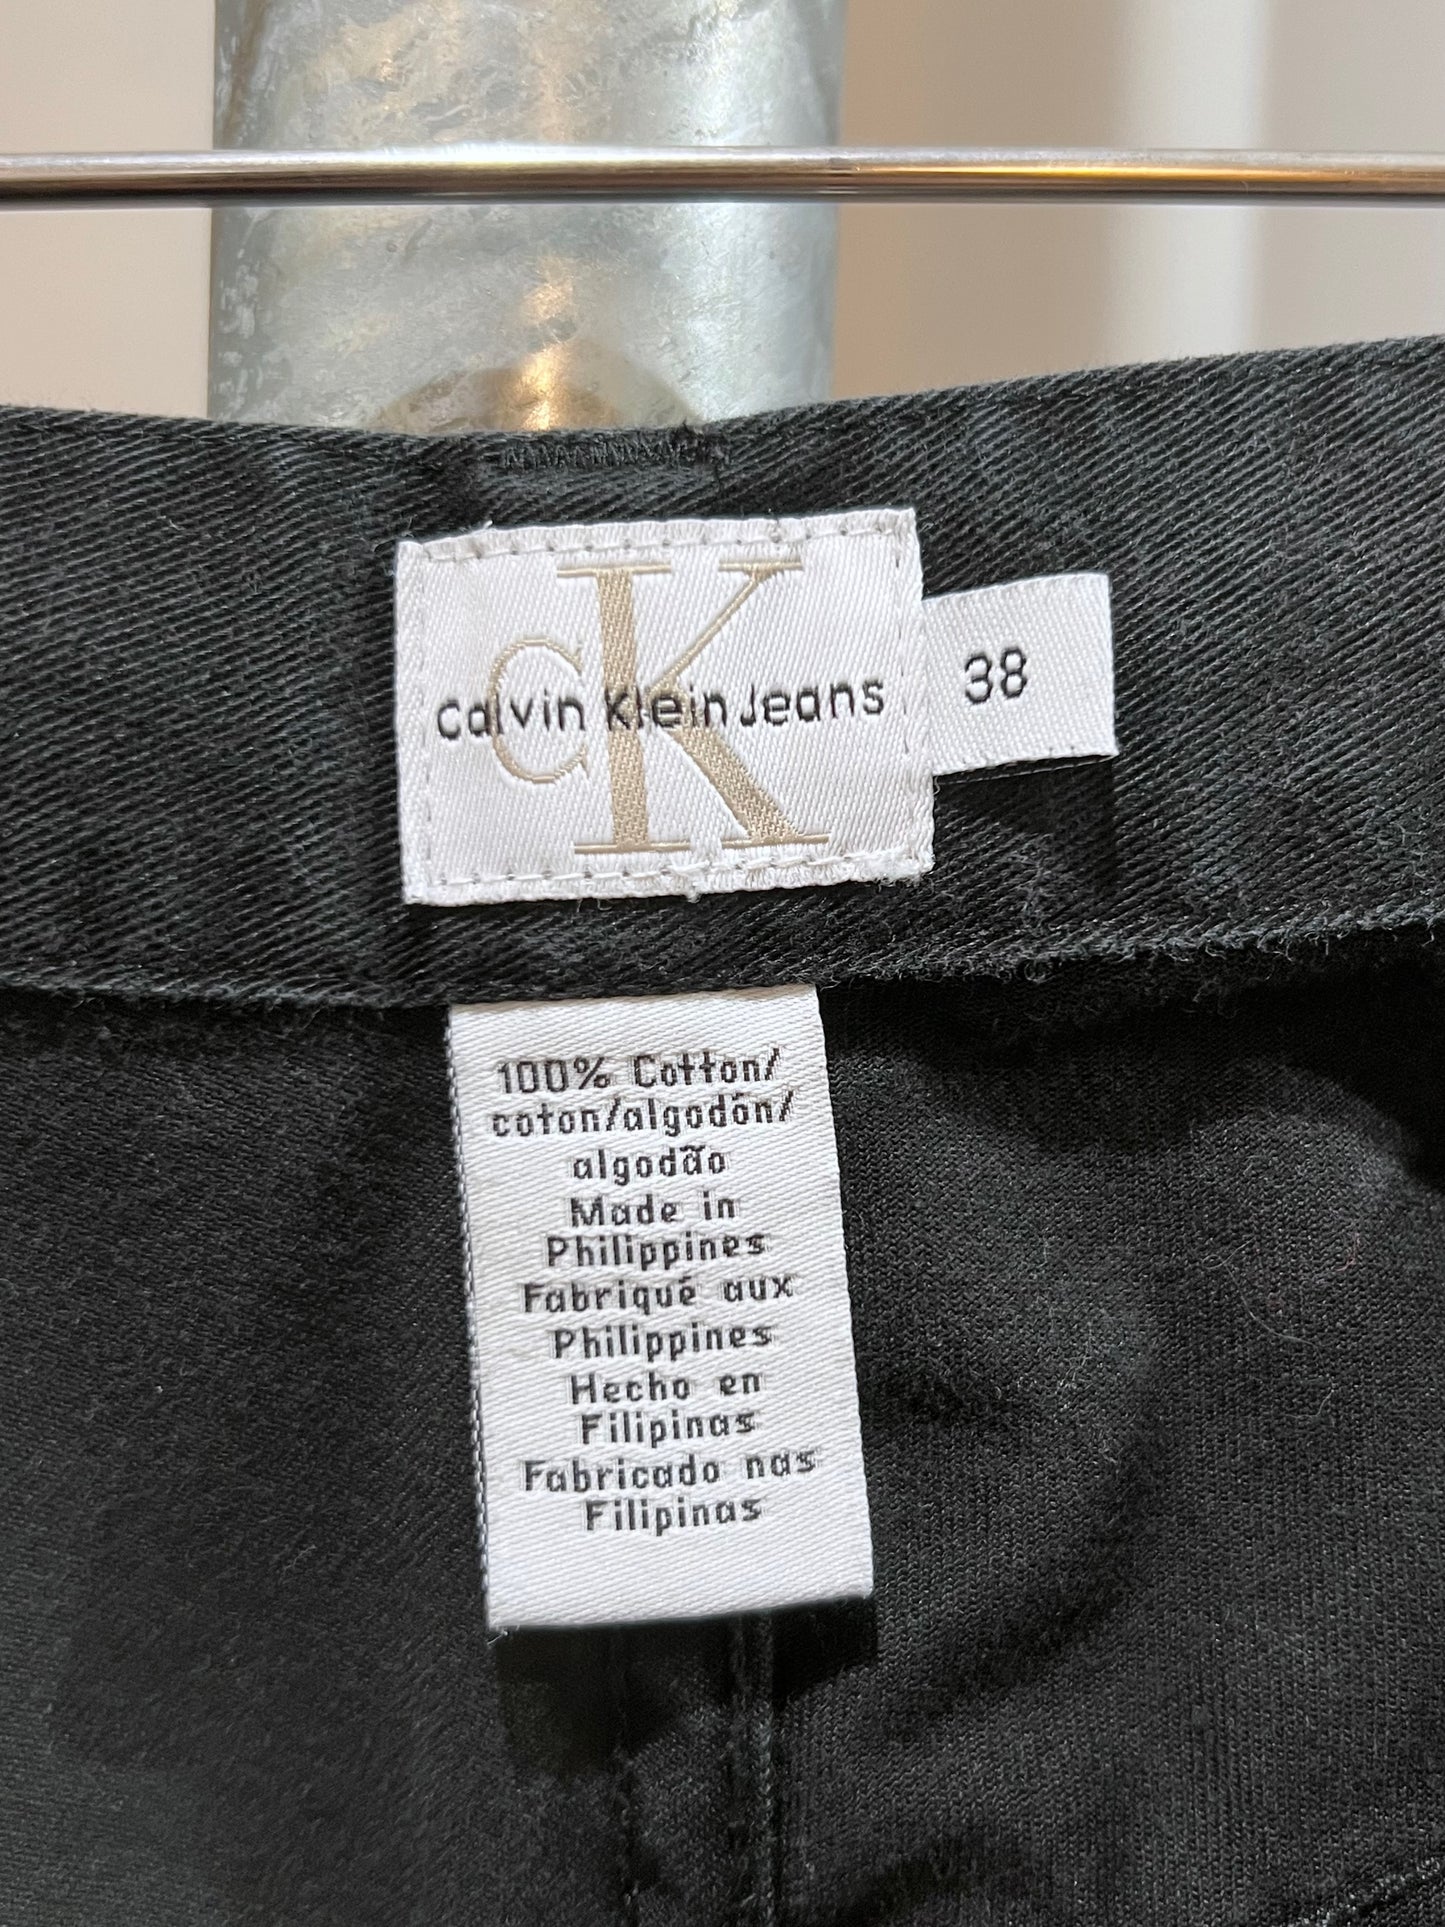 CK
Calvin Klein Jeans
38
100% Cotton/
coton/algodón/
algodão
Made in
Philippines
Fabriqué aux
Philippines
Hecho en
Filipinas
Fabricado nas
Filipinas